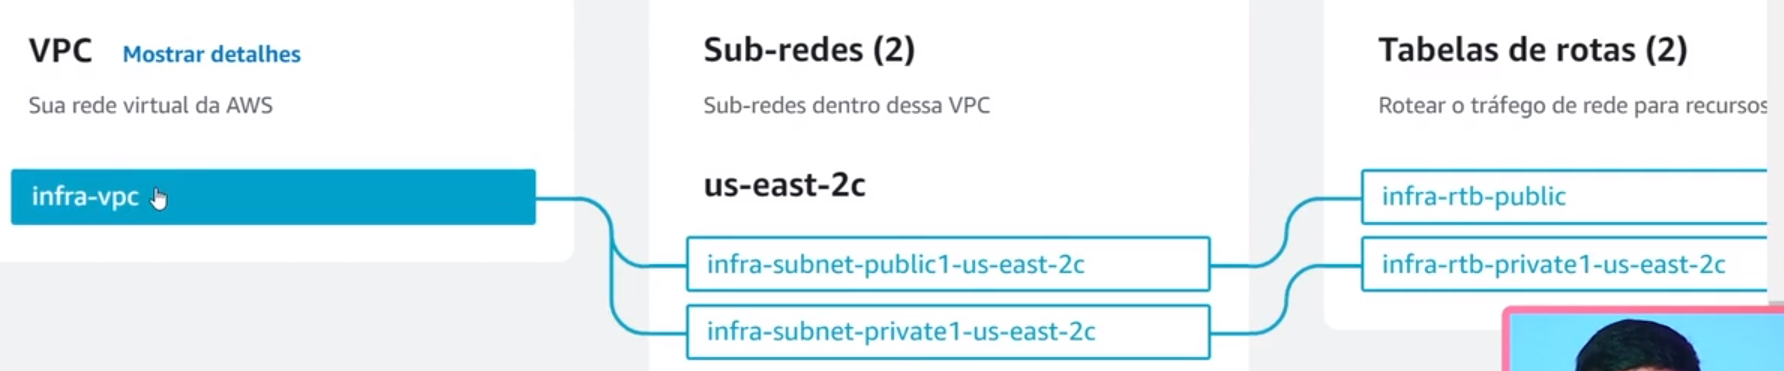 VPC Mostrar detalhes
Sua rede virtual da AWS
infra-vpc
Sub-redes (2)
Sub-redes dentro dessa VPC
us-east-2c
infra-subnet-public1-us-east-2c
infra-subnet-private1-us-east-2c
Tabelas de rotas (2)
Rotear o tráfego de rede para recursos
infra-rtb-public
infra-rtb-private1-us-east-2c